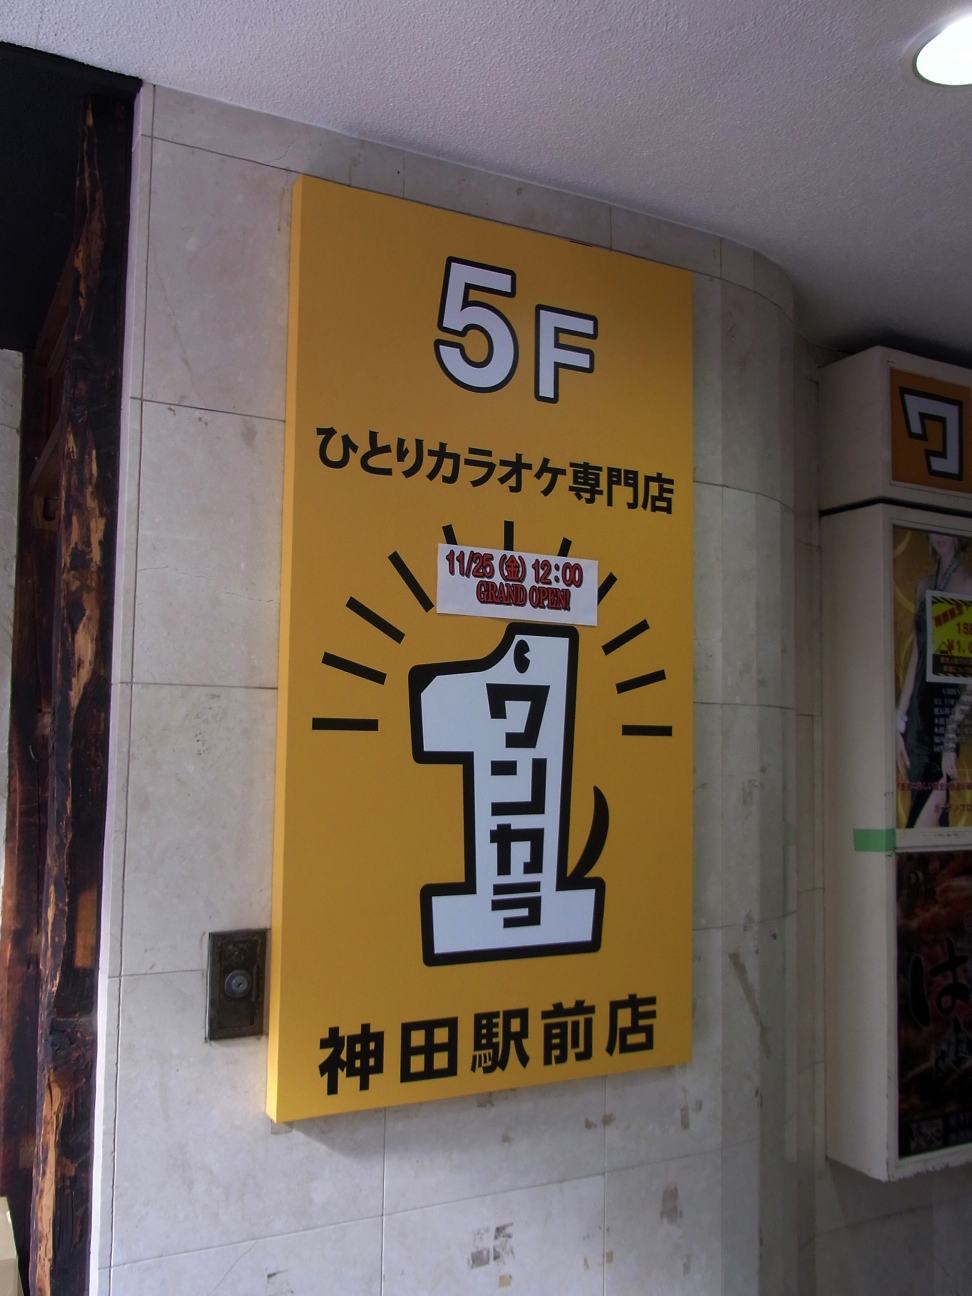 5F
ひとりカラオケ専門店
11/25(金) 12:00
GRAND OPEN!
ワンカラ
神田駅前店
ワ